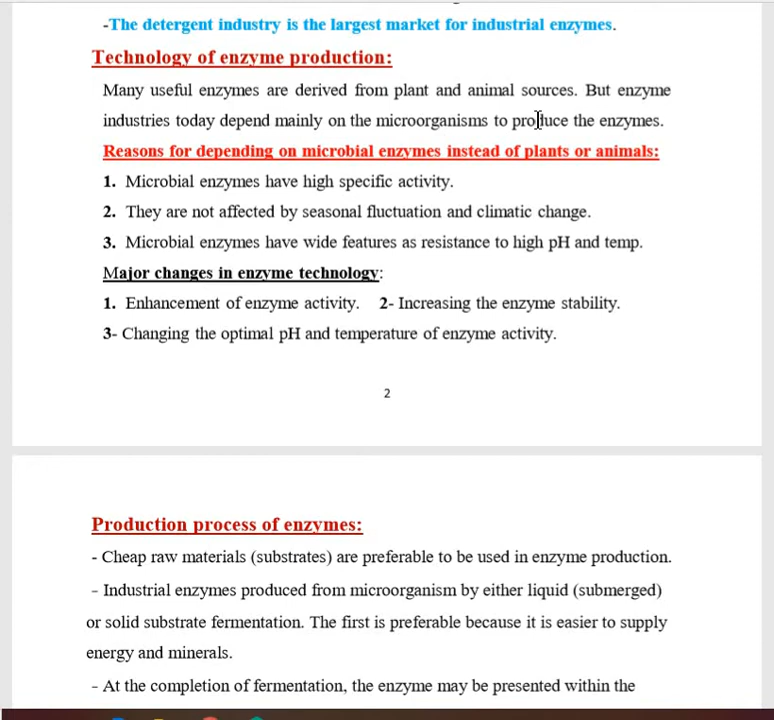 -The detergent industry is the largest market for industrial enzymes.
Technology of enzyme production:
Many useful enzymes are derived from plant and animal sources. But enzyme
industries today depend mainly on the microorganisms to produce the enzymes.
Reasons for depending on microbial enzymes instead of plants or animals:
1. Microbial enzymes have high specific activity.
2. They are not affected by seasonal fluctuation and climatic change.
3. Microbial enzymes have wide features as resistance to high pH and temp.
Major changes in enzyme technology:
1. Enhancement of enzyme activity. 2- Increasing the enzyme stability.
3- Changing the optimal pH and temperature of enzyme activity.
2
Production process of enzymes:
- Cheap raw materials (substrates) are preferable to be used in enzyme production.
- Industrial enzymes produced from microorganism by either liquid (submerged)
or solid substrate fermentation. The first is preferable because it is easier to supply
energy and minerals.
- At the completion of fermentation, the enzyme may be presented within the